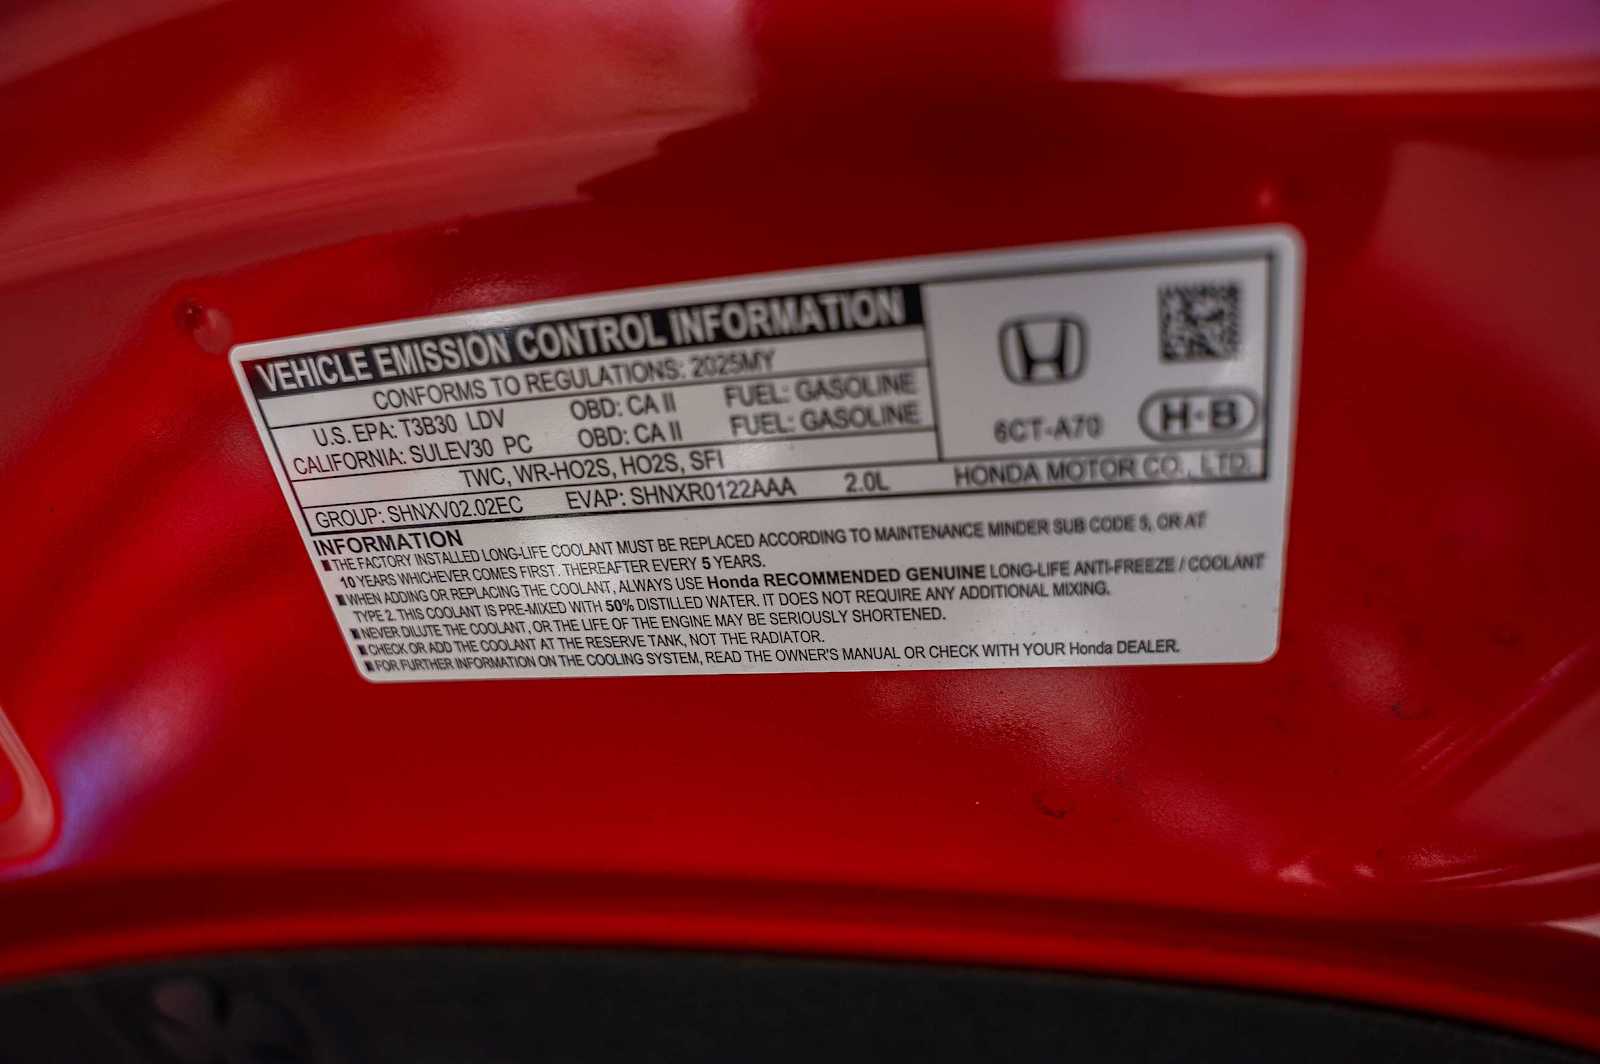 VEHICLE EMISSION CONTROL INFORMATION
CONFORMS TO REGULATIONS: 2025MY
U.S. EPA: T3B30 LDV OBD: CA II FUEL: GASOLINE
CALIFORNIA: SULEV30 PC OBD: CA II FUEL: GASOLINE
TWC, WR-HO2S, HO2S, SFI
GROUP: SHNXV02.02EC EVAP: SHNXR0122AAA 2.0L
6CT-A70
H·B
HONDA MOTOR CO., LTD.
INFORMATION
■THE FACTORY INSTALLED LONG-LIFE COOLANT MUST BE REPLACED ACCORDING TO MAINTENANCE MINDER SUB CODE 5, OR AT
10 YEARS WHICHEVER COMES FIRST. THEREAFTER EVERY 5 YEARS.
■WHEN ADDING OR REPLACING THE COOLANT, ALWAYS USE Honda RECOMMENDED GENUINE LONG-LIFE ANTI-FREEZE / COOLANT
TYPE 2. THIS COOLANT IS PRE-MIXED WITH 50% DISTILLED WATER. IT DOES NOT REQUIRE ANY ADDITIONAL MIXING.
■NEVER DILUTE THE COOLANT, OR THE LIFE OF THE ENGINE MAY BE SERIOUSLY SHORTENED.
■CHECK OR ADD THE COOLANT AT THE RESERVE TANK, NOT THE RADIATOR.
■FOR FURTHER INFORMATION ON THE COOLING SYSTEM, READ THE OWNER'S MANUAL OR CHECK WITH YOUR Honda DEALER.